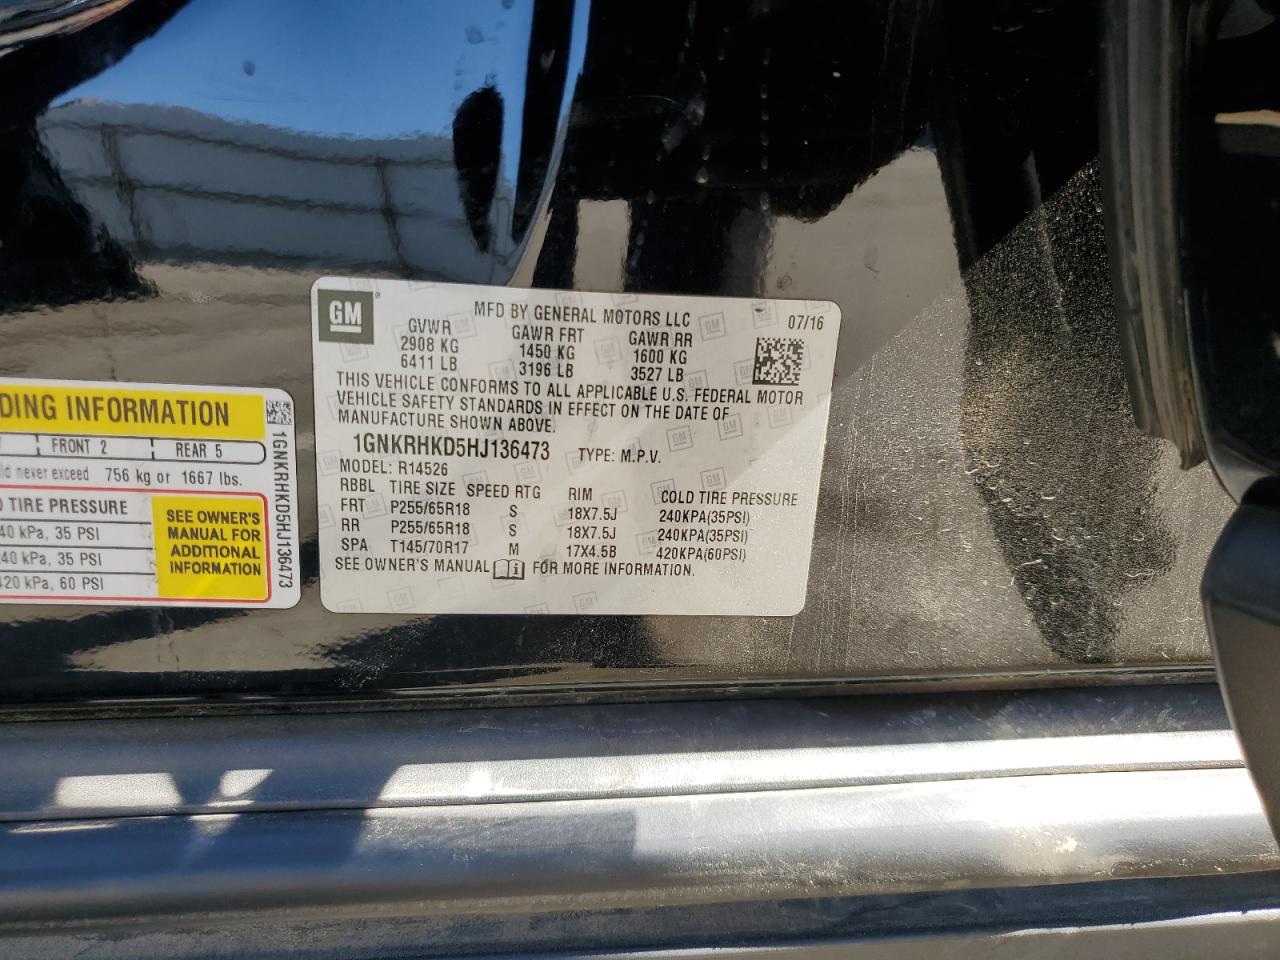 GM
®
MFD BY GENERAL MOTORS LLC
07/16
GVWR GAWR FRT GAWR RR
2908 KG 1450 KG 1600 KG
6411 LB 3196 LB 3527 LB
THIS VEHICLE CONFORMS TO ALL APPLICABLE U.S. FEDERAL MOTOR
VEHICLE SAFETY STANDARDS IN EFFECT ON THE DATE OF
MANUFACTURE SHOWN ABOVE.
1GNKRHKD5HJ136473 TYPE: M.P.V.
MODEL: R14526
RBBL TIRE SIZE SPEED RTG RIM COLD TIRE PRESSURE
FRT P255/65R18 S 18X7.5J 240KPA(35PSI)
RR P255/65R18 S 18X7.5J 240KPA(35PSI)
SPA T145/70R17 M 17X4.5B 420KPA(60PSI)
SEE OWNER'S MANUAL FOR MORE INFORMATION.
DING INFORMATION
FRONT 2 REAR 5
ld never exceed 756 kg or 1667 lbs.
D TIRE PRESSURE
40 kPa, 35 PSI
40 kPa, 35 PSI
420 kPa, 60 PSI
SEE OWNER'S
MANUAL FOR
ADDITIONAL
INFORMATION
1GNKRHKD5HJ136473